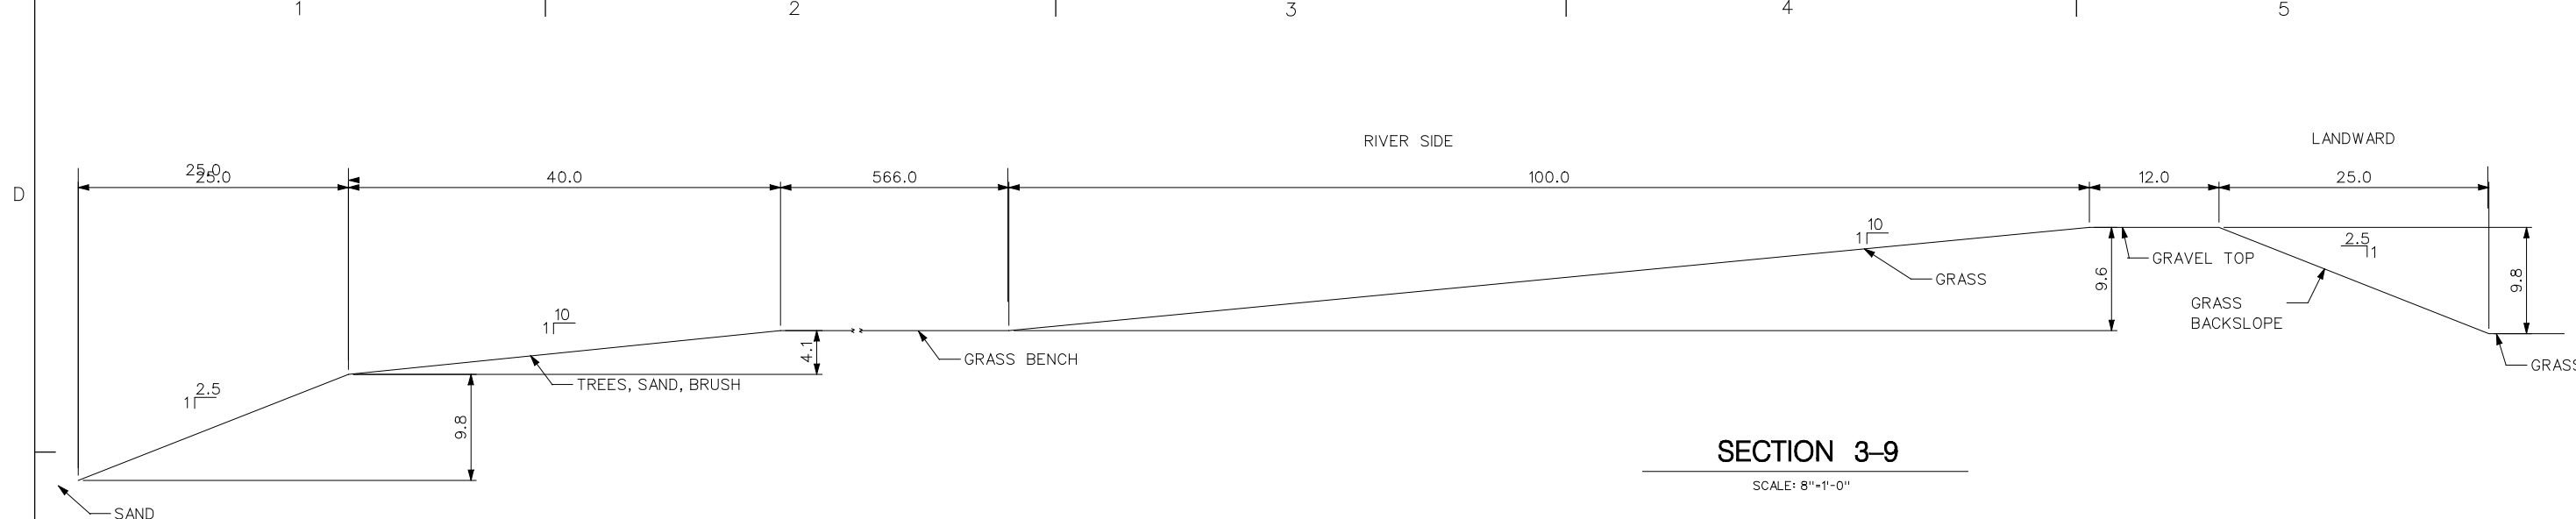 1 2 3 4 5
RIVER SIDE
LANDWARD
25.0
25.0 40.0 566.0 100.0 12.0 25.0
D
10
1
2.5
1
GRAVEL TOP
GRASS
9.6
9.8
GRASS
BACKSLOPE
10
1
4.1
GRASS BENCH
GRASS
TREES, SAND, BRUSH
2.5
1
9.8
SECTION 3-9
SCALE: 8"=1'-0"
SAND